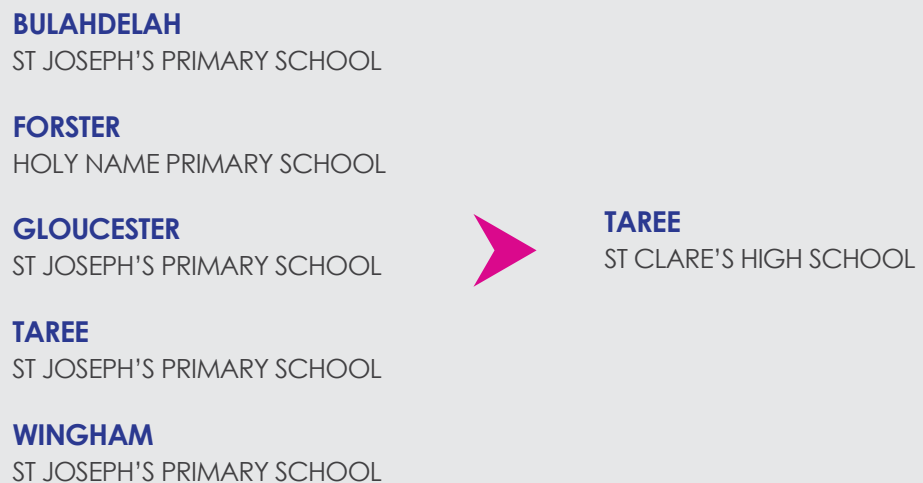 BULAHDELAH
ST JOSEPH'S PRIMARY SCHOOL
FORSTER
HOLY NAME PRIMARY SCHOOL
GLOUCESTER
ST JOSEPH'S PRIMARY SCHOOL
TAREE
ST JOSEPH'S PRIMARY SCHOOL
WINGHAM
ST JOSEPH'S PRIMARY SCHOOL
TAREE
ST CLARE'S HIGH SCHOOL